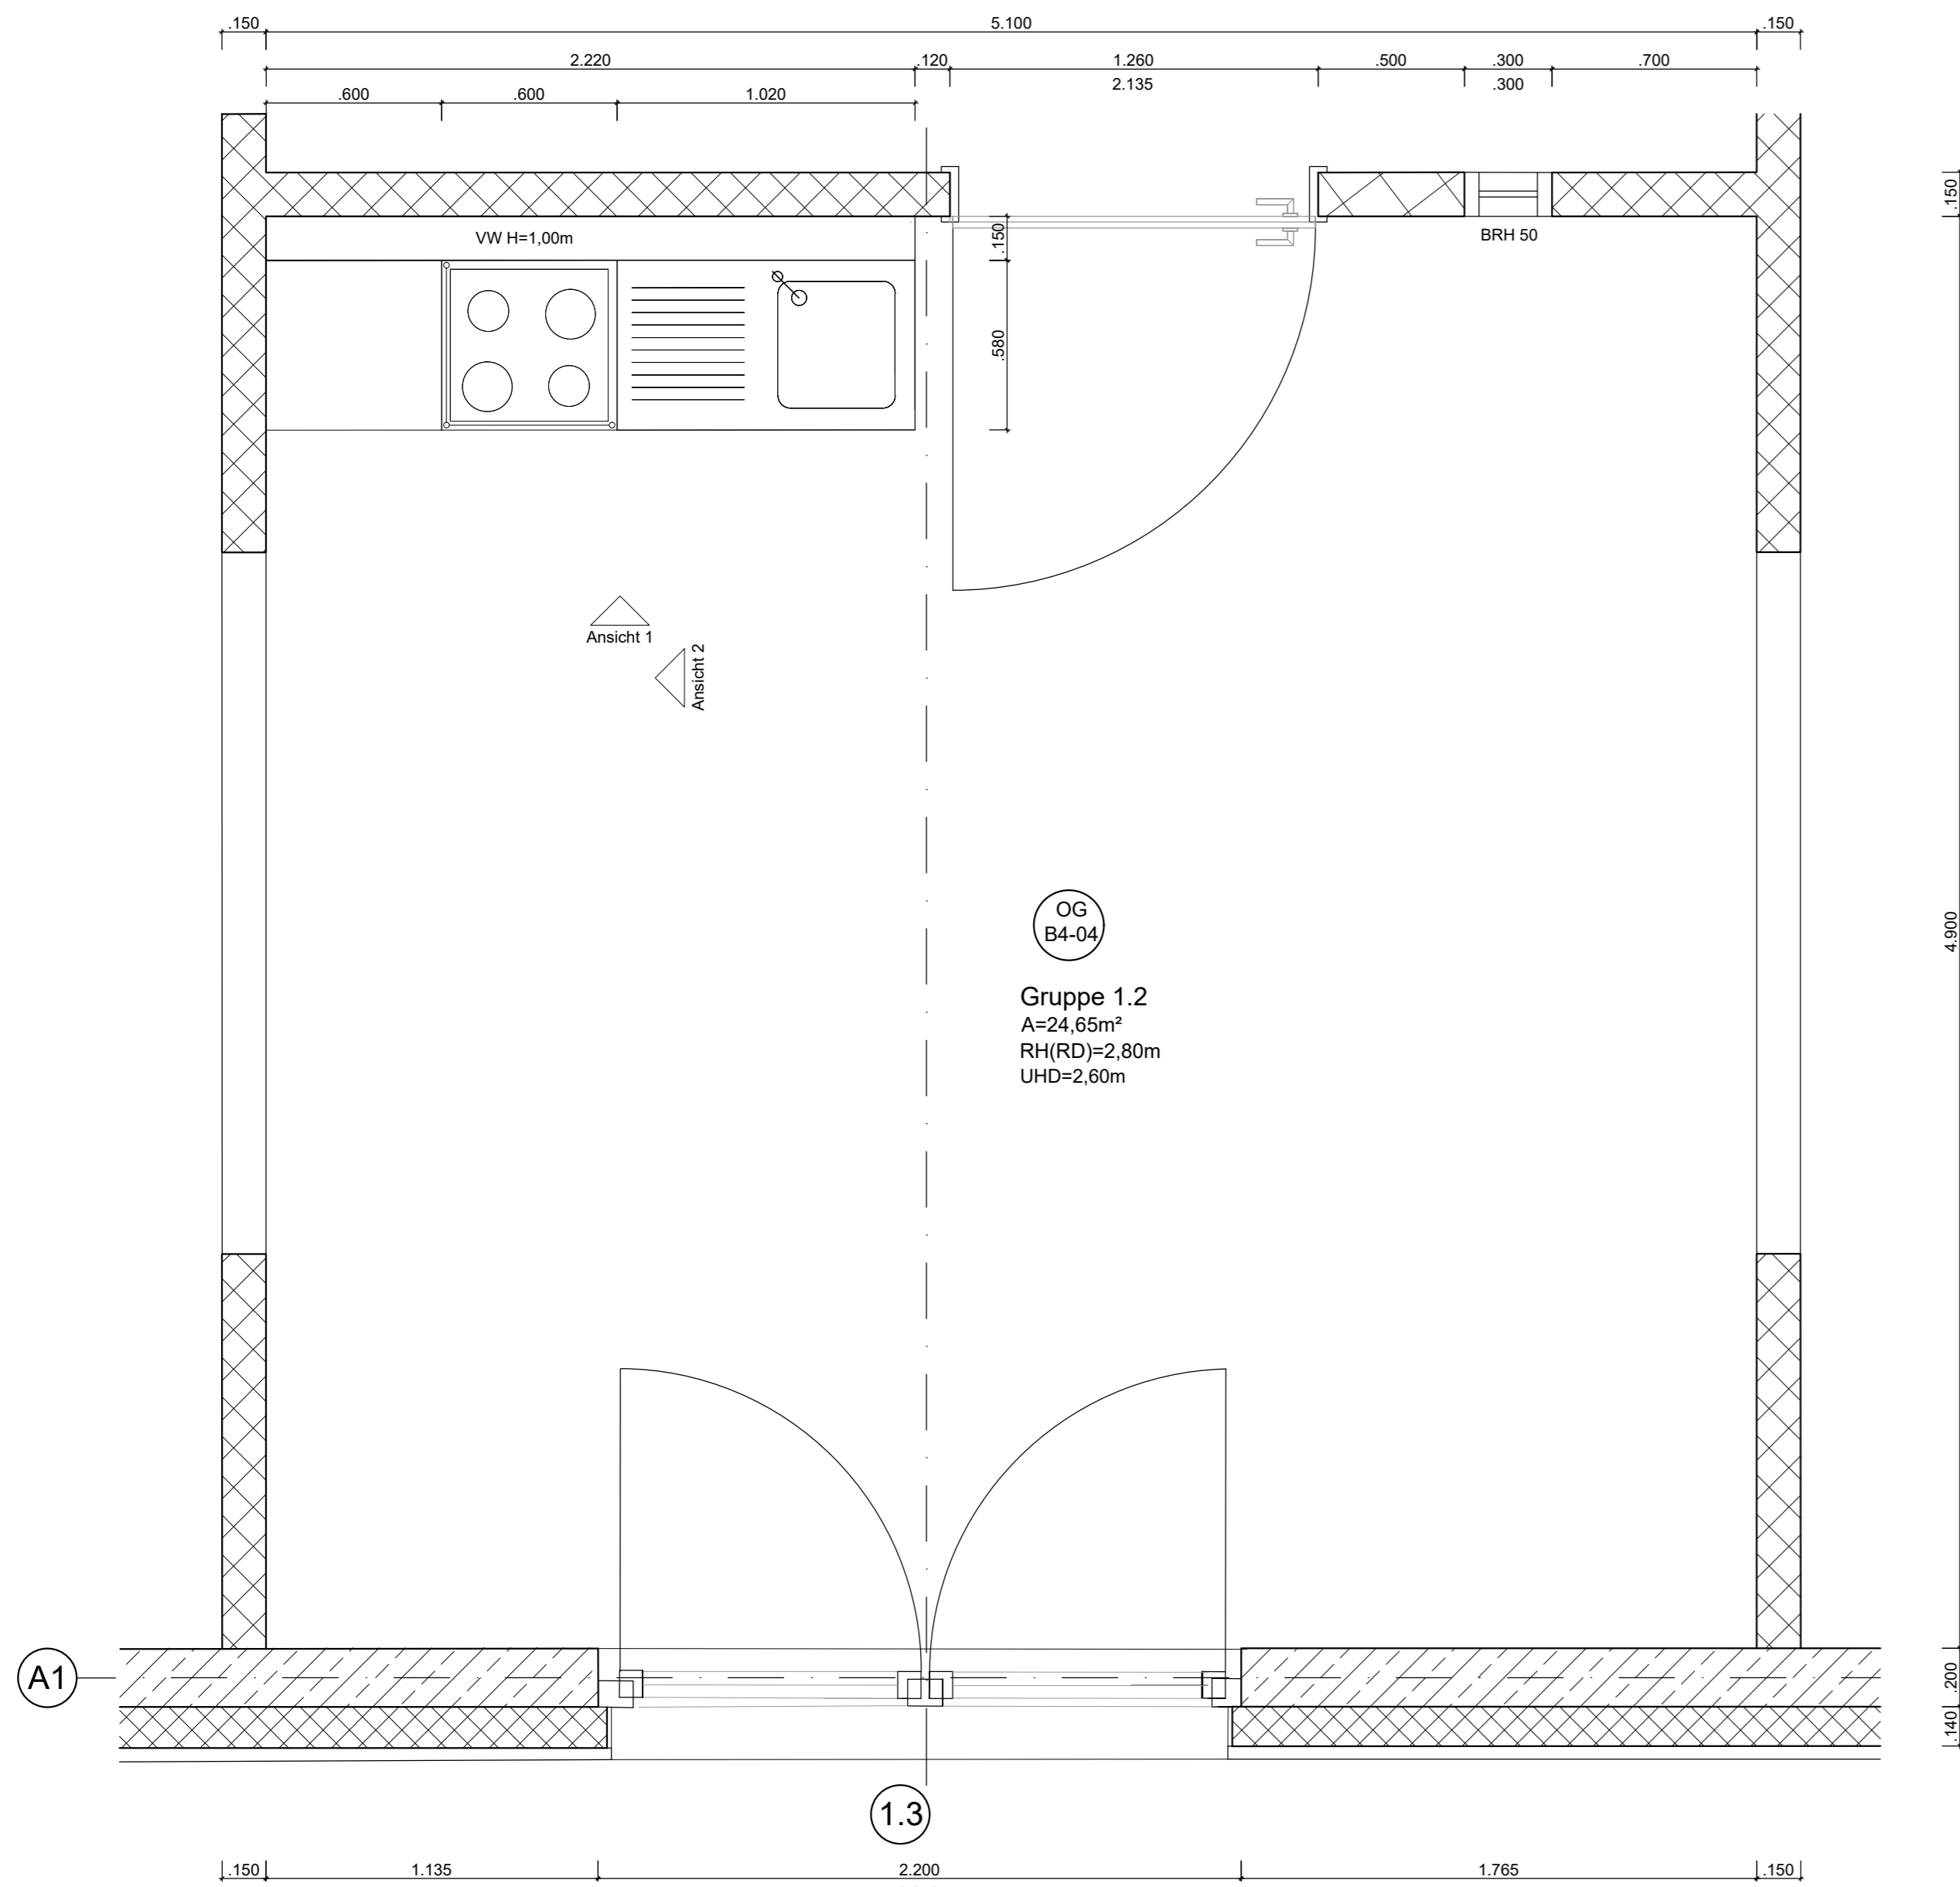 .150 5.100 .150
2.220 .120 1.260 .500 .300 .700
2.135 .300
.600 .600 1.020
.150
VW H=1,00m
.150
BRH 50
.580
Ansicht 1
Ansicht 2
OG
B4-04
4.900
Gruppe 1.2
A=24,65m²
RH(RD)=2,80m
UHD=2,60m
A1
.200
.140
1.3
.150 1.135 2.200 1.765 .150